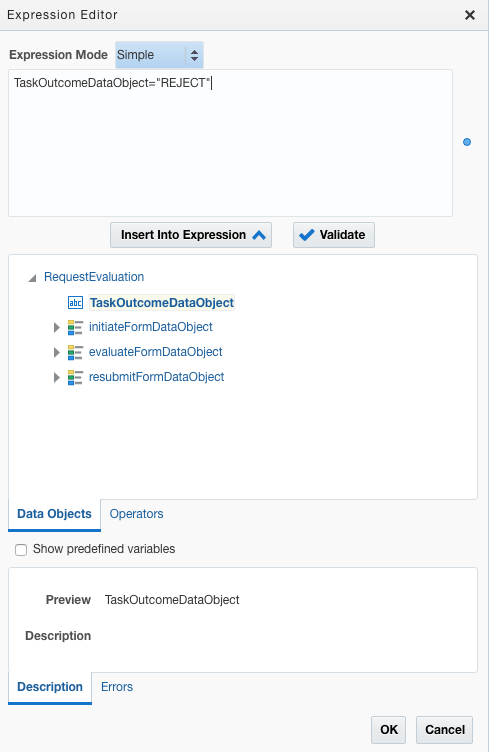 Expression Editor
Expression Mode Simple
TaskOutcomeDataObject="REJECT"
Insert Into Expression Validate
RequestEvaluation
abc TaskOutcomeDataObject
initiateFormDataObject
evaluateFormDataObject
resubmitFormDataObject
Data Objects Operators
Show predefined variables
Preview TaskOutcomeDataObject
Description
Description Errors
OK Cancel